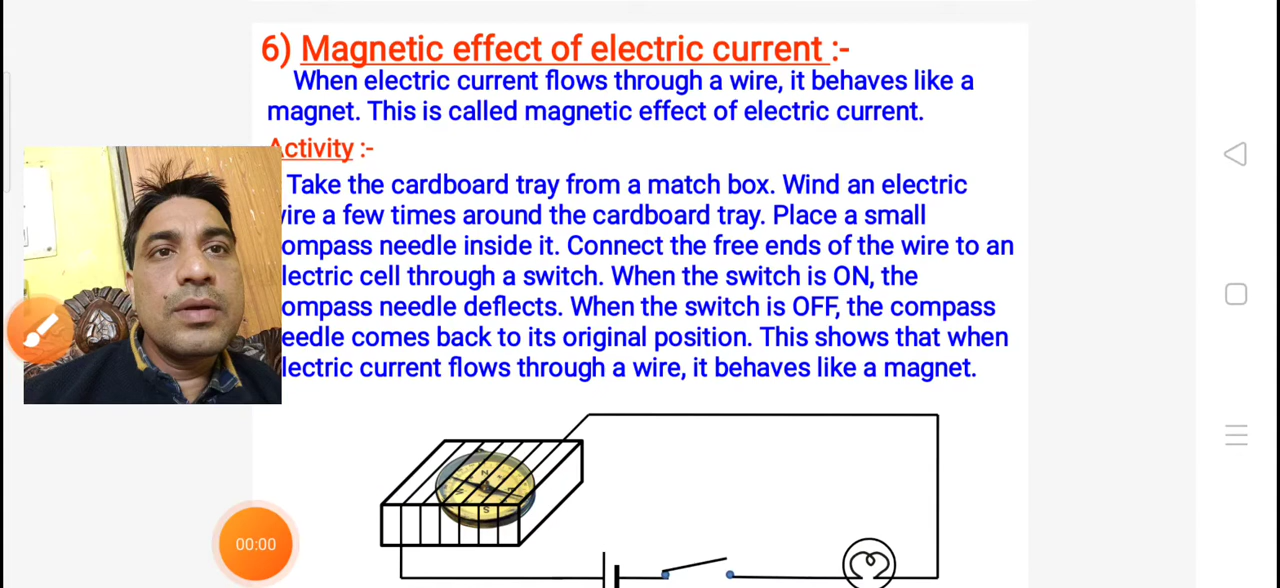 6) Magnetic effect of electric current :-
When electric current flows through a wire, it behaves like a
magnet. This is called magnetic effect of electric current.
Activity :-
Take the cardboard tray from a match box. Wind an electric
ire a few times around the cardboard tray. Place a small
ompass needle inside it. Connect the free ends of the wire to an
lectric cell through a switch. When the switch is ON, the
ompass needle deflects. When the switch is OFF, the compass
eedle comes back to its original position. This shows that when
lectric current flows through a wire, it behaves like a magnet.
N
S
00:00